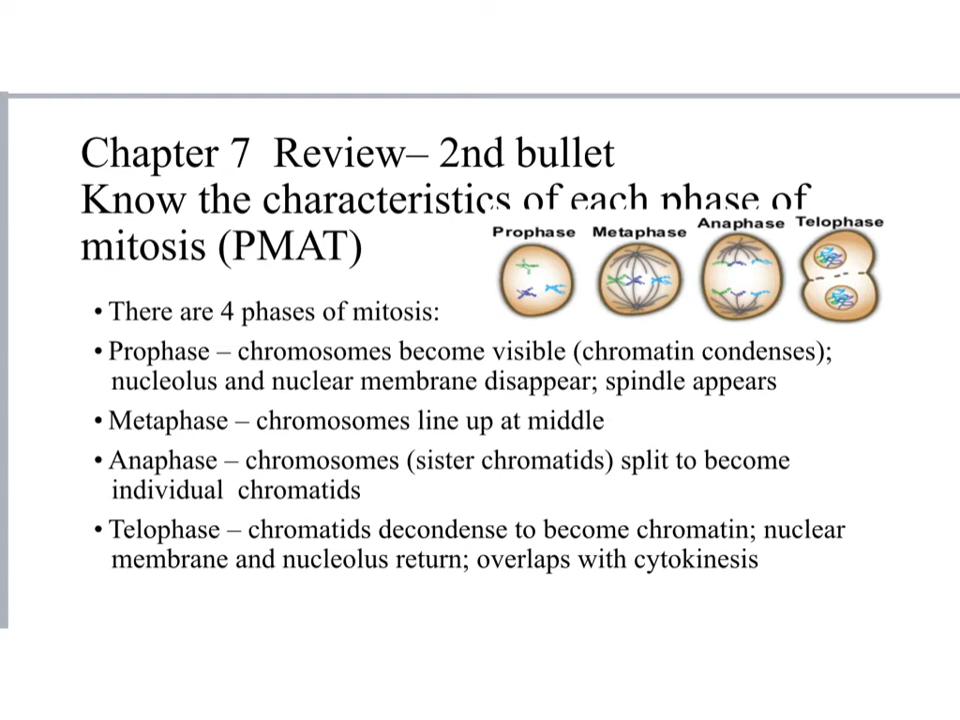 Chapter 7 Review– 2nd bullet
Know the characteristics of each phase of
mitosis (PMAT)
Prophase Metaphase Anaphase Telophase
• There are 4 phases of mitosis:
• Prophase – chromosomes become visible (chromatin condenses);
nucleolus and nuclear membrane disappear; spindle appears
• Metaphase – chromosomes line up at middle
• Anaphase – chromosomes (sister chromatids) split to become
individual chromatids
• Telophase – chromatids decondense to become chromatin; nuclear
membrane and nucleolus return; overlaps with cytokinesis